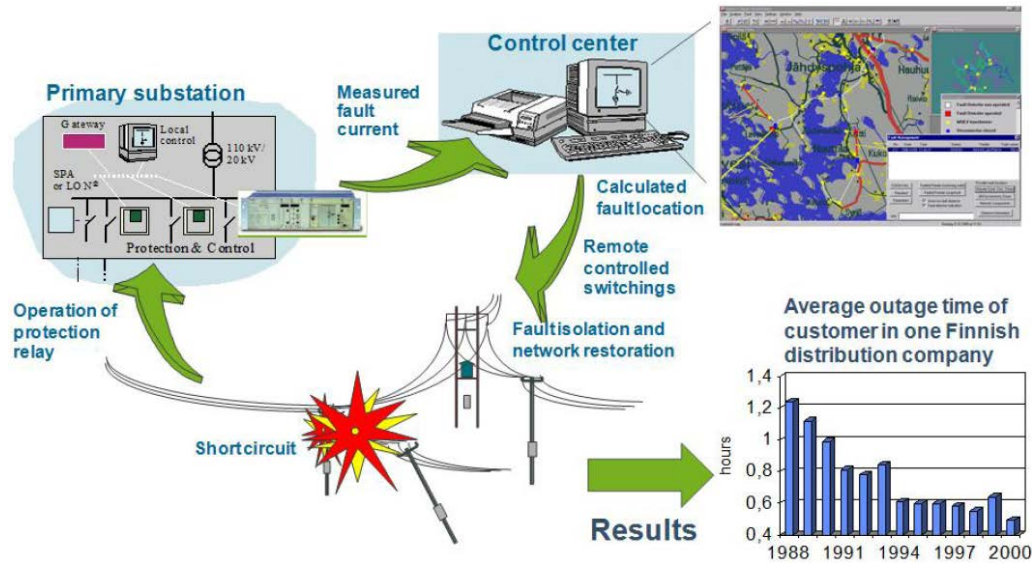 Primary substation
Gateway
Local
control
110 kV/
20 kV
SPA
or LON®
Protection & Control
Measured
fault
current
Control center
Calculated
fault location
Remote
controlled
switchings
Fault isolation and
network restoration
Operation of
protection
relay
Short circuit
Results
Average outage time of
customer in one Finnish
distribution company
hours
1,4
1,2
1
0,8
0,6
0,4
1988 1991 1994 1997 2000